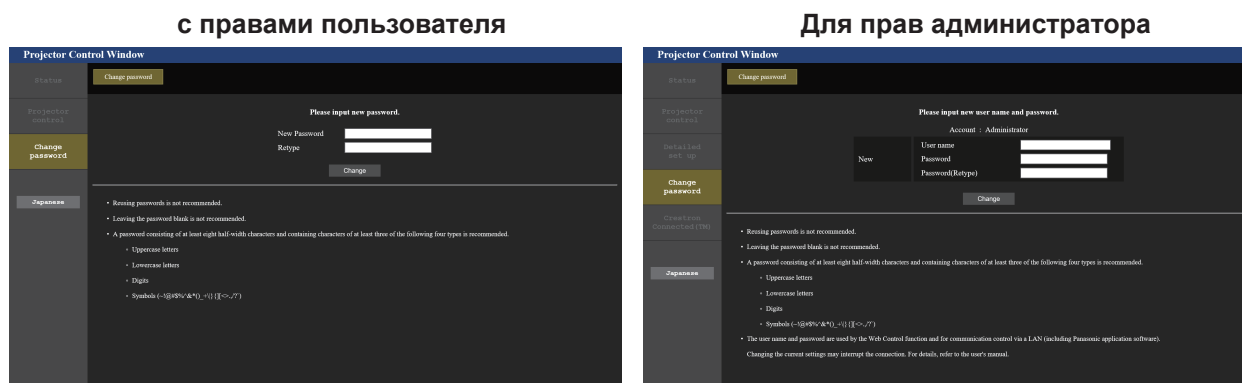 с правами пользователя
Projector Control Window
Status
Change password
Projector
control
Please input new password.
New Password
Retype
Change
password
Change
Japanese
• Reusing passwords is not recommended.
• Leaving the password blank is not recommended.
• A password consisting of at least eight half-width characters and containing characters of at least three of the following four types is recommended.
◦ Uppercase letters
◦ Lowercase letters
◦ Digits
◦ Symbols
Для прав администратора
Projector Control Window
Status
Change password
Projector
control
Please input new user name and password.
Account : Administrator
Detailed
set up
User name
New Password
Password(Retype)
Change
password
Change
Crestron
Connected(TM)
Japanese
• Reusing passwords is not recommended.
• Leaving the password blank is not recommended.
• A password consisting of at least eight half-width characters and containing characters of at least three of the following four types is recommended.
◦ Uppercase letters
◦ Lowercase letters
◦ Digits
◦ Symbols
• The user name and password are used by the Web Control function and for communication control via a LAN (including Panasonic application software).
Changing the current settings may interrupt the connection. For details, refer to the user's manual.